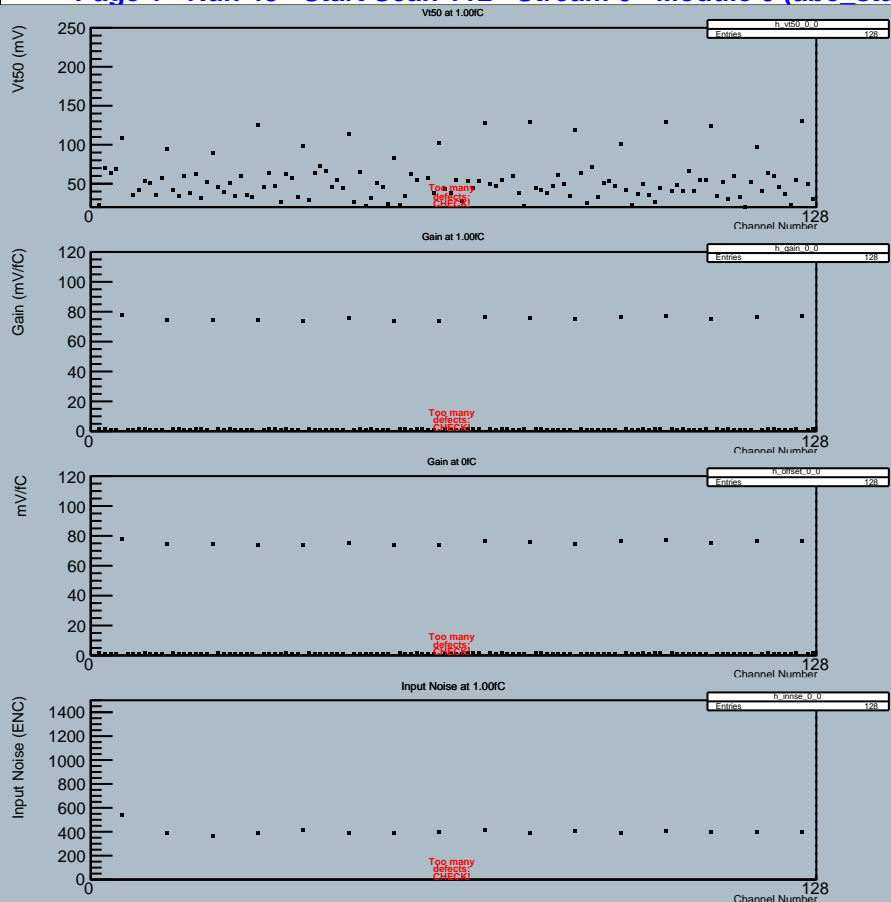 Vt50 at 1.00fC
h_vt50_0_0
Entries 128
Vt50 (mV)
250
200
150
100
50
0
128
Too many
defects:
CHECK!
Channel Number
Gain at 1.00fC
h_gain_0_0
Entries 128
Gain (mV/fC)
120
100
80
60
40
20
0
0
128
Too many
defects:
CHECK!
Channel Number
Gain at 0fC
h_offset_0_0
Entries 128
mV/fC
120
100
80
60
40
20
0
0
128
Too many
defects:
CHECK!
Channel Number
Input Noise at 1.00fC
h_innse_0_0
Entries 128
Input Noise (ENC)
1400
1200
1000
800
600
400
200
0
0
128
Too many
defects:
CHECK!
Channel Number